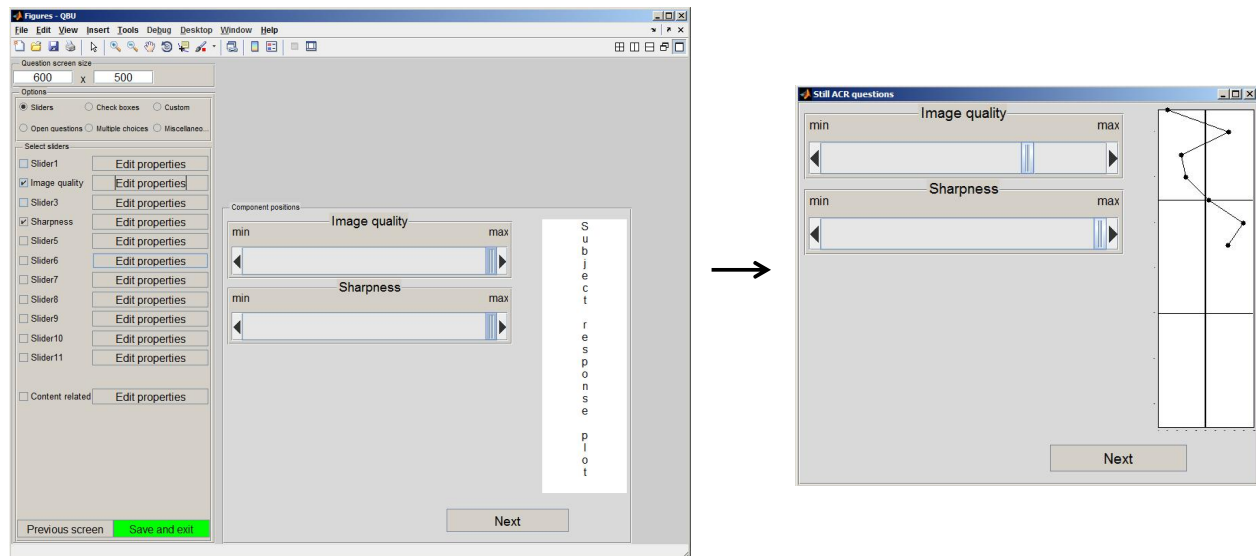 Figures - QBU
File Edit View Insert Tools Debug Desktop Window Help
Question screen size
600 x 500
Options
Sliders Check boxes Custom
Open questions Multiple choices Miscellaneo...
Select sliders
Slider1 Edit properties
Image quality Edit properties
Slider3 Edit properties
Sharpness Edit properties
Slider5 Edit properties
Slider6 Edit properties
Slider7 Edit properties
Slider8 Edit properties
Slider9 Edit properties
Slider10 Edit properties
Slider11 Edit properties
Content related Edit properties
Previous screen Save and exit
Component positions
Image quality
min max
Sharpness
min max
Subject response plot
Next
Still ACR questions
Image quality
min max
Sharpness
min max
Next